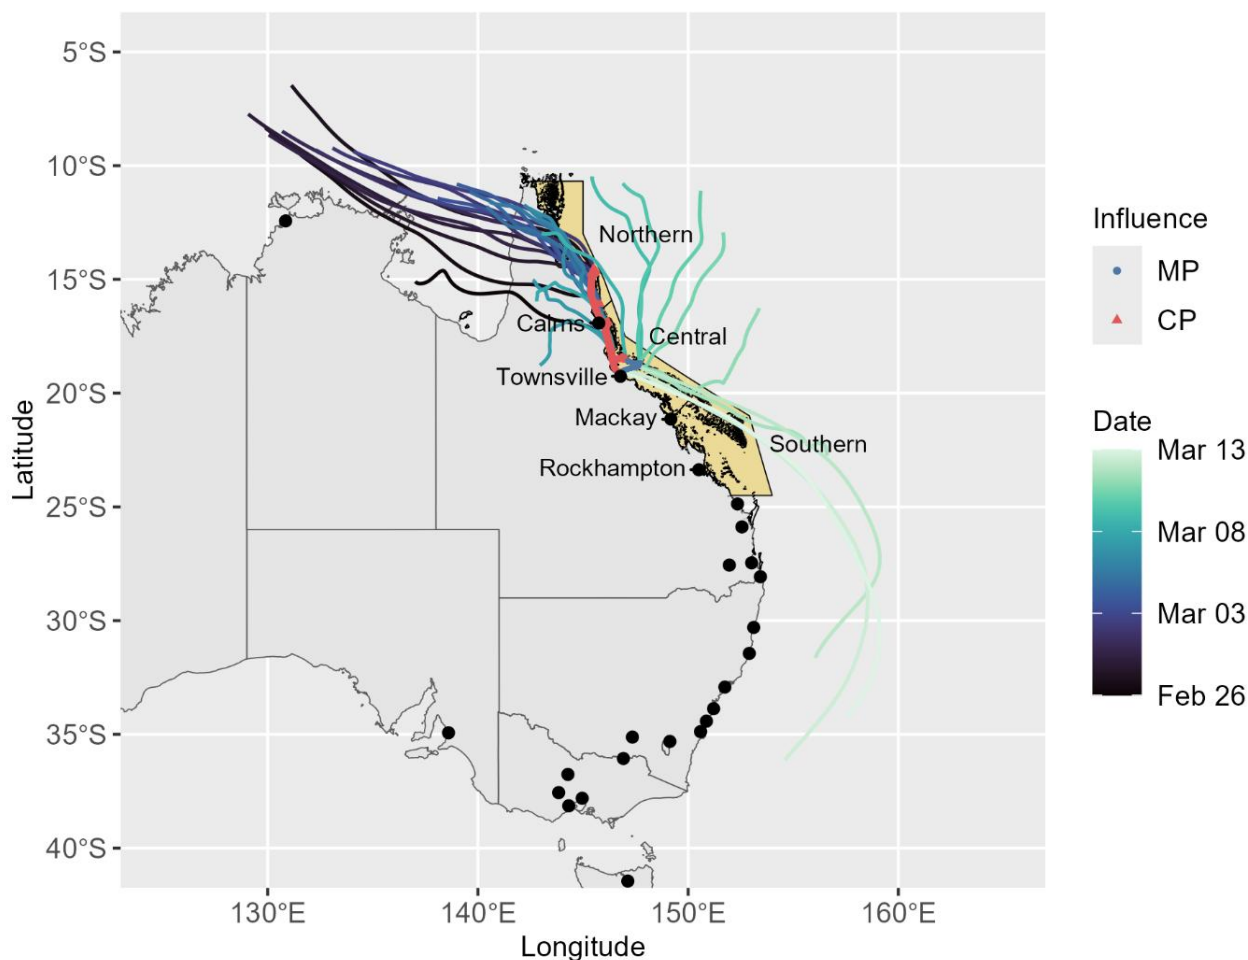 5°S
10°S
15°S
20°S
25°S
30°S
35°S
40°S
Latitude
130°E
140°E
150°E
160°E
Longitude
Northern
Cairns
Central
Townsville
Mackay
Southern
Rockhampton
Influence
MP
CP
Date
Mar 13
Mar 08
Mar 03
Feb 26